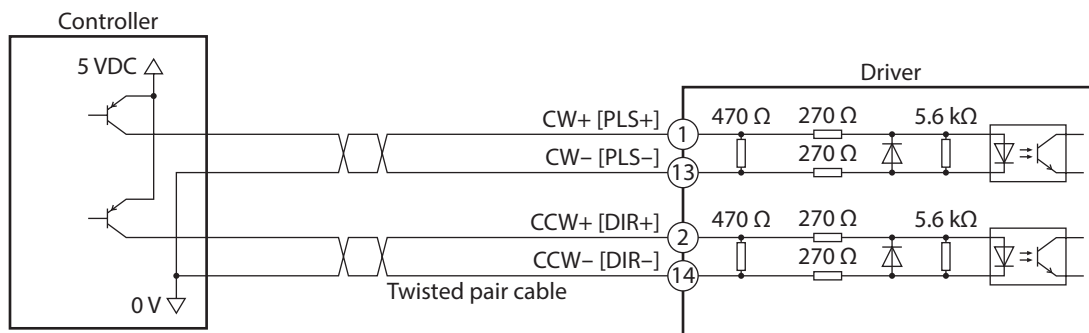 Controller
5 VDC
Driver
CW+ [PLS+]
1
470 Ω
270 Ω
5.6 kΩ
CW– [PLS–]
13
270 Ω
CCW+ [DIR+]
2
470 Ω
270 Ω
5.6 kΩ
CCW– [DIR–]
14
270 Ω
Twisted pair cable
0 V